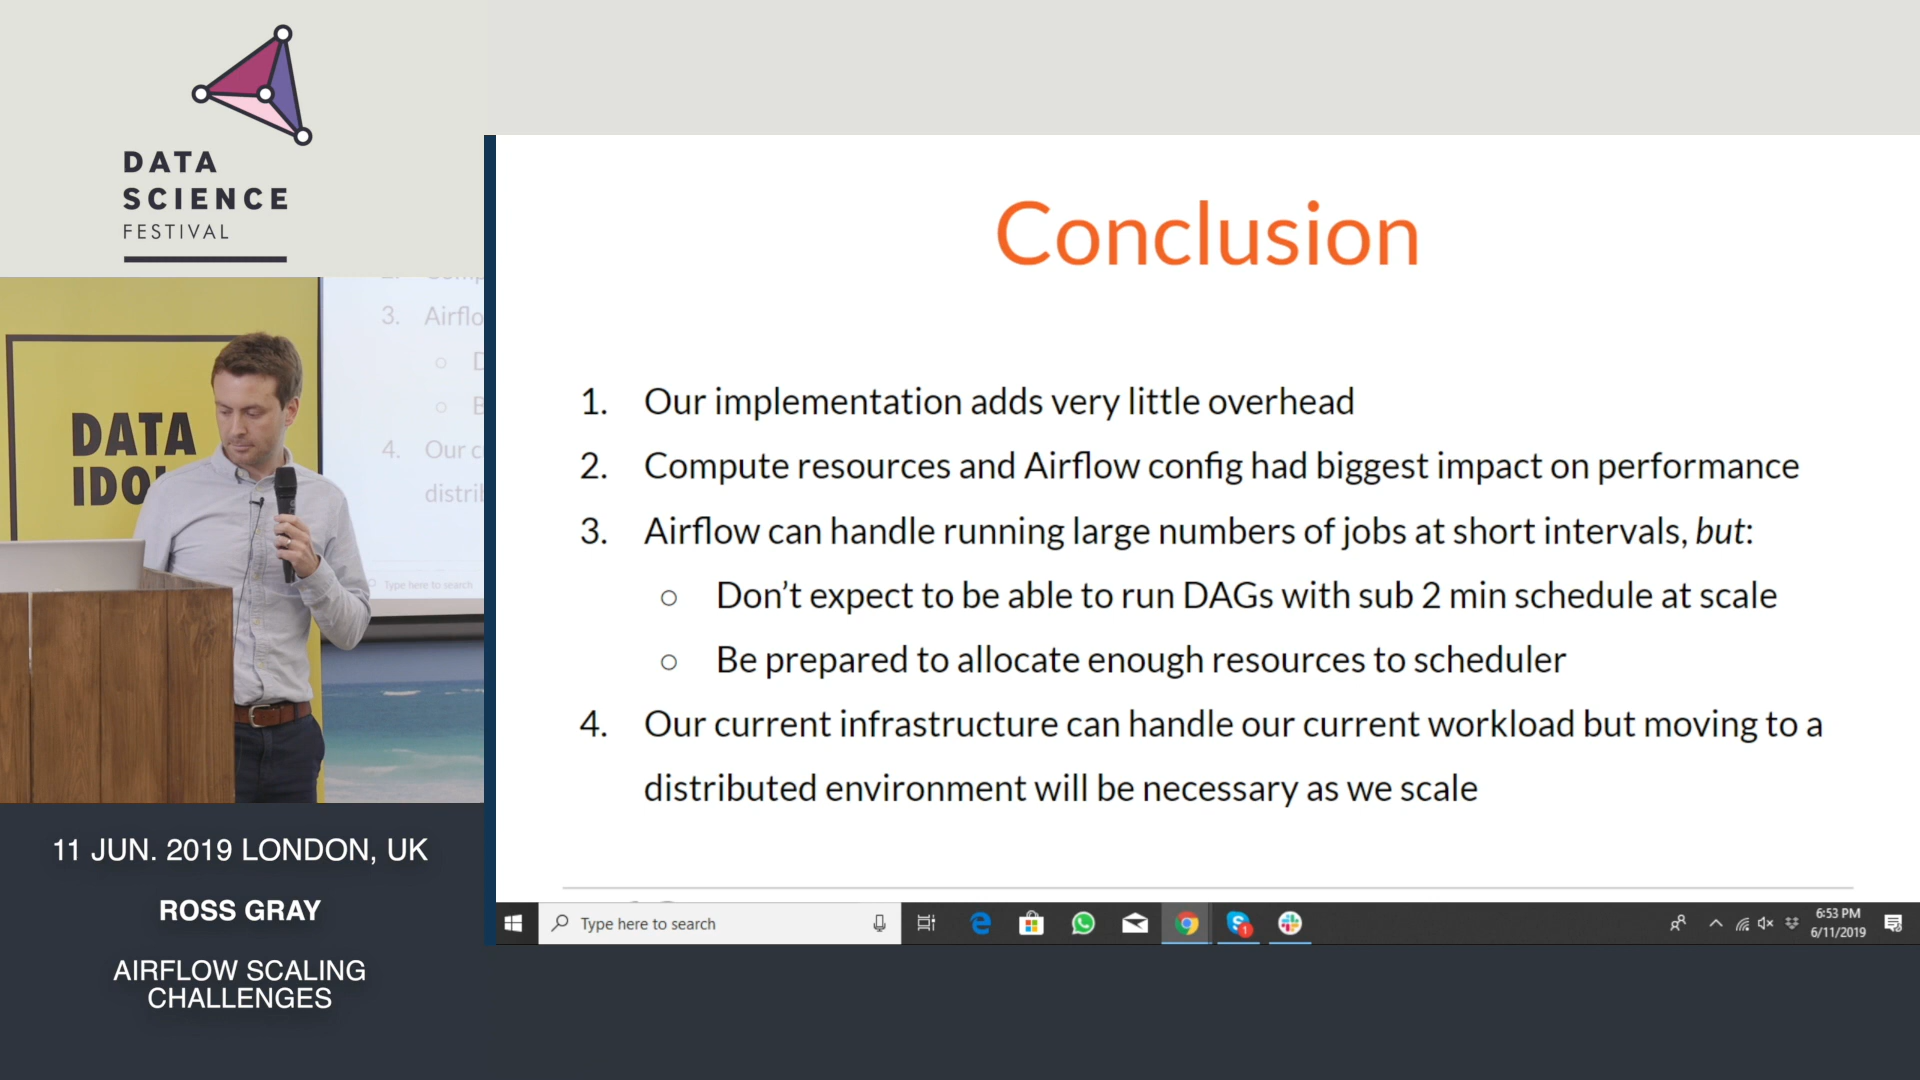 DATA
SCIENCE
FESTIVAL
3. Airflo
4. Our c
distri
Type here to search
DATA
IDO
11 JUN. 2019 LONDON, UK
ROSS GRAY
AIRFLOW SCALING
CHALLENGES
Conclusion
1. Our implementation adds very little overhead
2. Compute resources and Airflow config had biggest impact on performance
3. Airflow can handle running large numbers of jobs at short intervals, but:
○ Don’t expect to be able to run DAGs with sub 2 min schedule at scale
○ Be prepared to allocate enough resources to scheduler
4. Our current infrastructure can handle our current workload but moving to a
distributed environment will be necessary as we scale
Type here to search
6:53 PM
6/11/2019